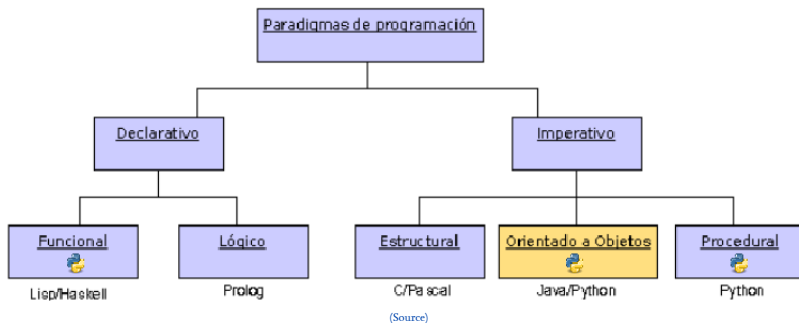 Paradigmas de programación
Declarativo
Imperativo
Funcional
Lógico
Estructural
Orientado a Objetos
Procedural
Lisp/Haskell
Prolog
C/Pascal
Java/Python
Python
(Source)